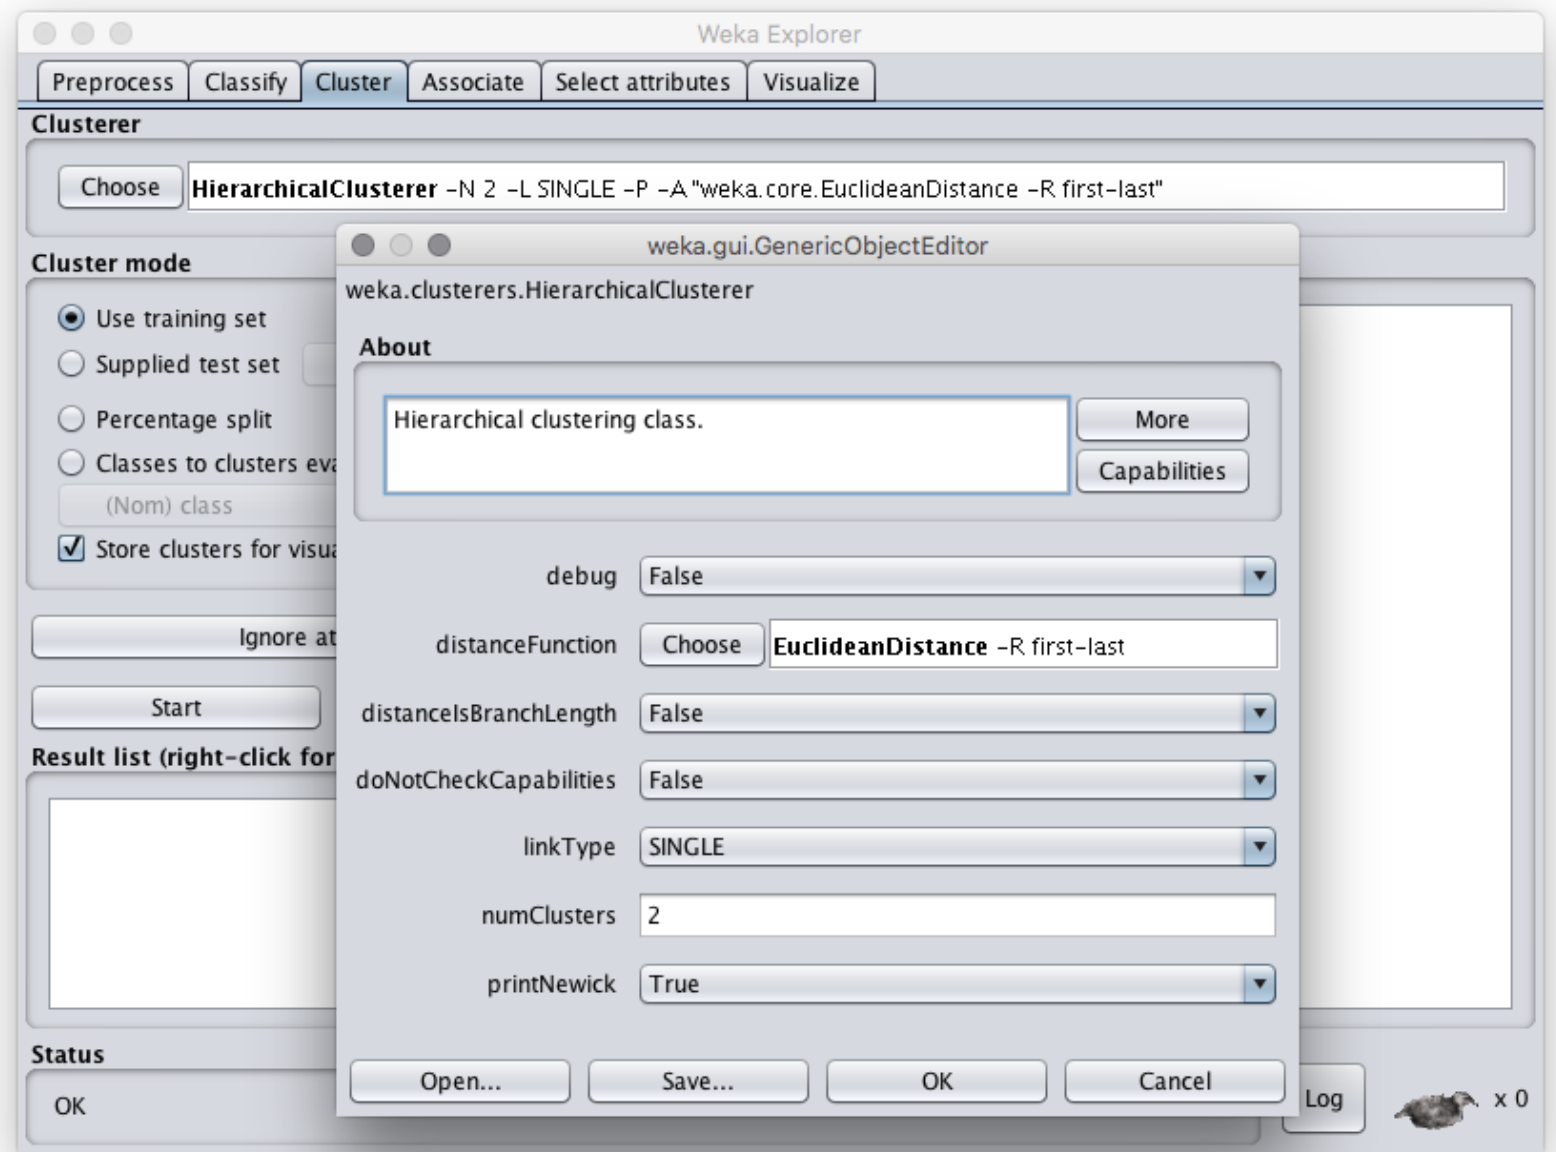 Weka Explorer
Preprocess Classify Cluster Associate Select attributes Visualize
Clusterer
Choose HierarchicalClusterer -N 2 -L SINGLE -P -A "weka.core.EuclideanDistance -R first-last"
Cluster mode
Use training set
Supplied test set
Percentage split
Classes to clusters eva
(Nom) class
Store clusters for visua
Ignore at
Start
Result list (right-click for
Status
OK
weka.gui.GenericObjectEditor
weka.clusterers.HierarchicalClusterer
About
Hierarchical clustering class.
More
Capabilities
debug False
distanceFunction Choose EuclideanDistance -R first-last
distanceIsBranchLength False
doNotCheckCapabilities False
linkType SINGLE
numClusters 2
printNewick True
Open... Save... OK Cancel
Log x 0